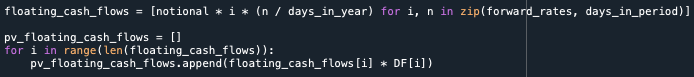 floating_cash_flows = [notional * i * (n / days_in_year) for i, n in zip(forward_rates, days_in_period)]
pv_floating_cash_flows = []
for i in range(len(floating_cash_flows)):
    pv_floating_cash_flows.append(floating_cash_flows[i] * DF[i])